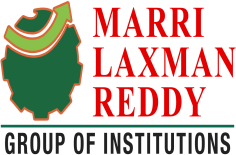 MARRI
LAXMAN
REDDY
GROUP OF INSTITUTIONS